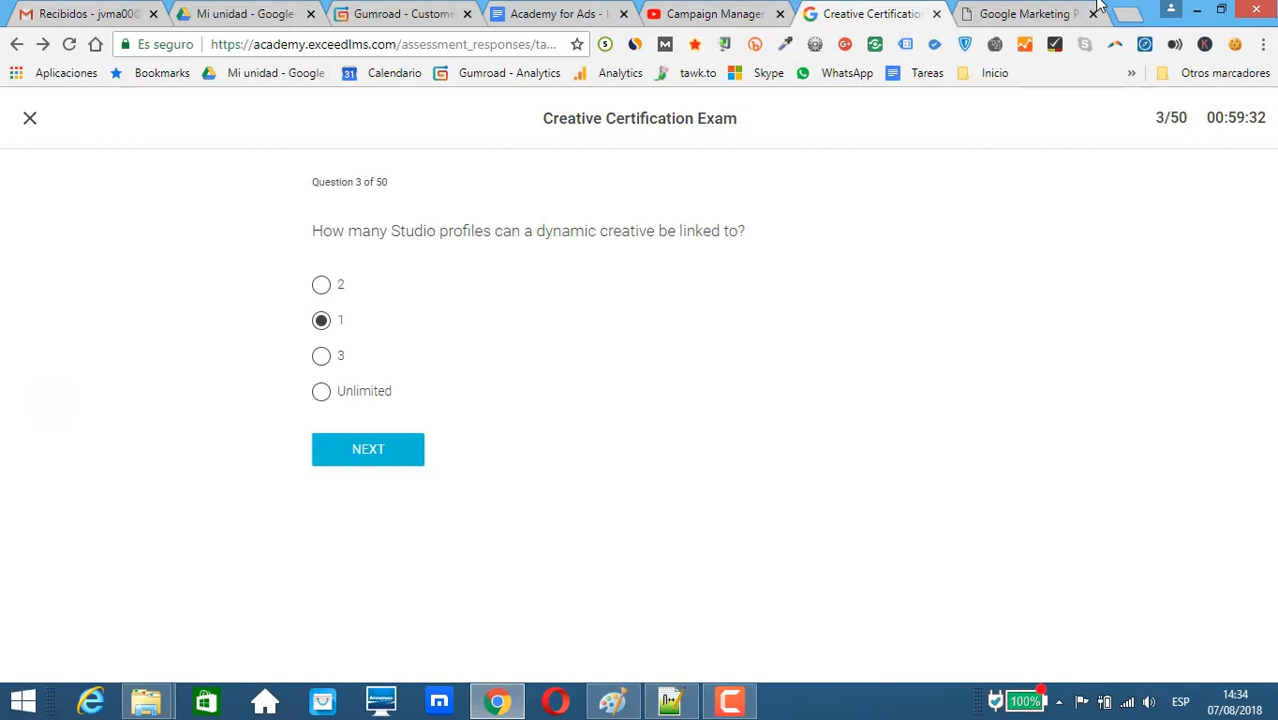 Recibidos - jvma00@
Mi unidad - Google
Gumroad - Custome
Academy for Ads - I
Campaign Manager
Creative Certificatio
Google Marketing P
Es seguro
https://academy.exceedlms.com/assessment_responses/ta...
Aplicaciones
Bookm
Mi unidad - Google
31
Calendario
Gumroad - Analytics
Analytics
tawk.to
Skype
WhatsApp
Tareas
Inicio
»
Otros marcadores
Creative Certification Exam
3/50
00:59:32
Question 3 of 50
How many Studio profiles can a dynamic creative be linked to?
2
1
3
Unlimited
NEXT
100%
ESP
14:34
07/08/2018